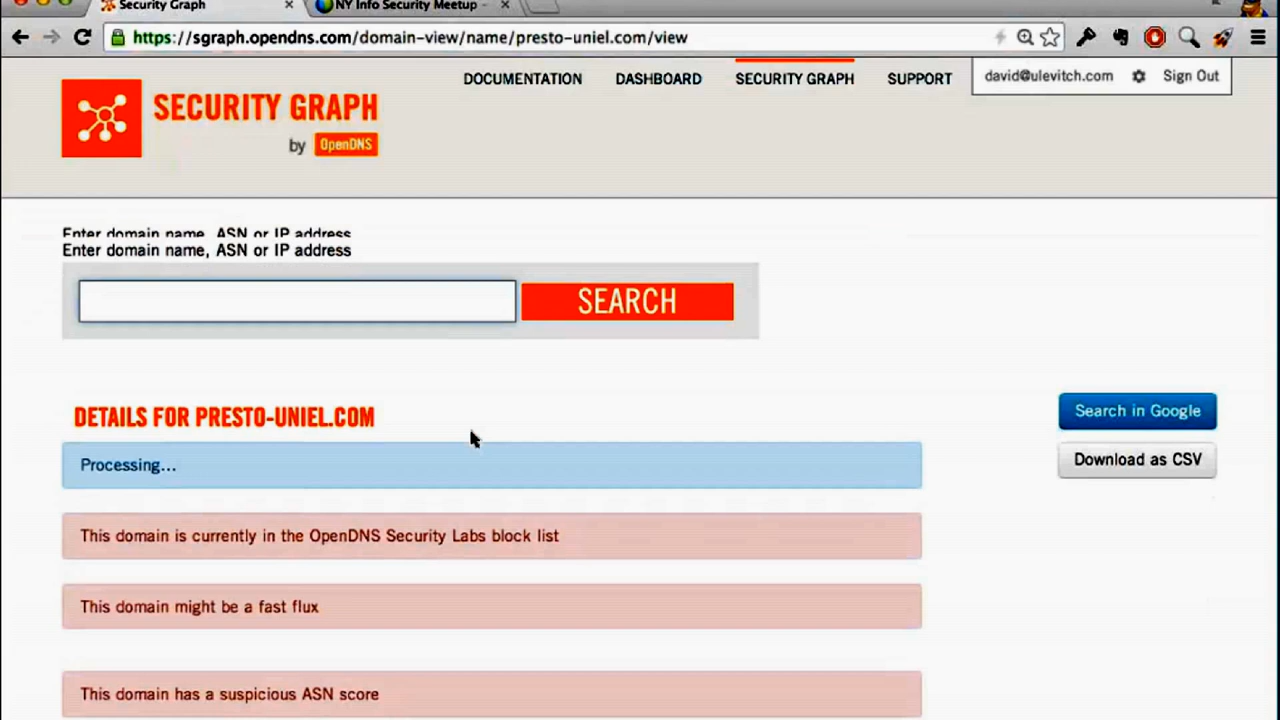 Security Graph
NY Info Security Meetup
https://sgraph.opendns.com/domain-view/name/presto-uniel.com/view
DOCUMENTATION
DASHBOARD
SECURITY GRAPH
SUPPORT
david@ulevitch.com
Sign Out
SECURITY GRAPH
by OpenDNS
Enter domain name, ASN or IP address
Enter domain name, ASN or IP address
SEARCH
DETAILS FOR PRESTO-UNIEL.COM
Search in Google
Processing...
Download as CSV
This domain is currently in the OpenDNS Security Labs block list
This domain might be a fast flux
This domain has a suspicious ASN score